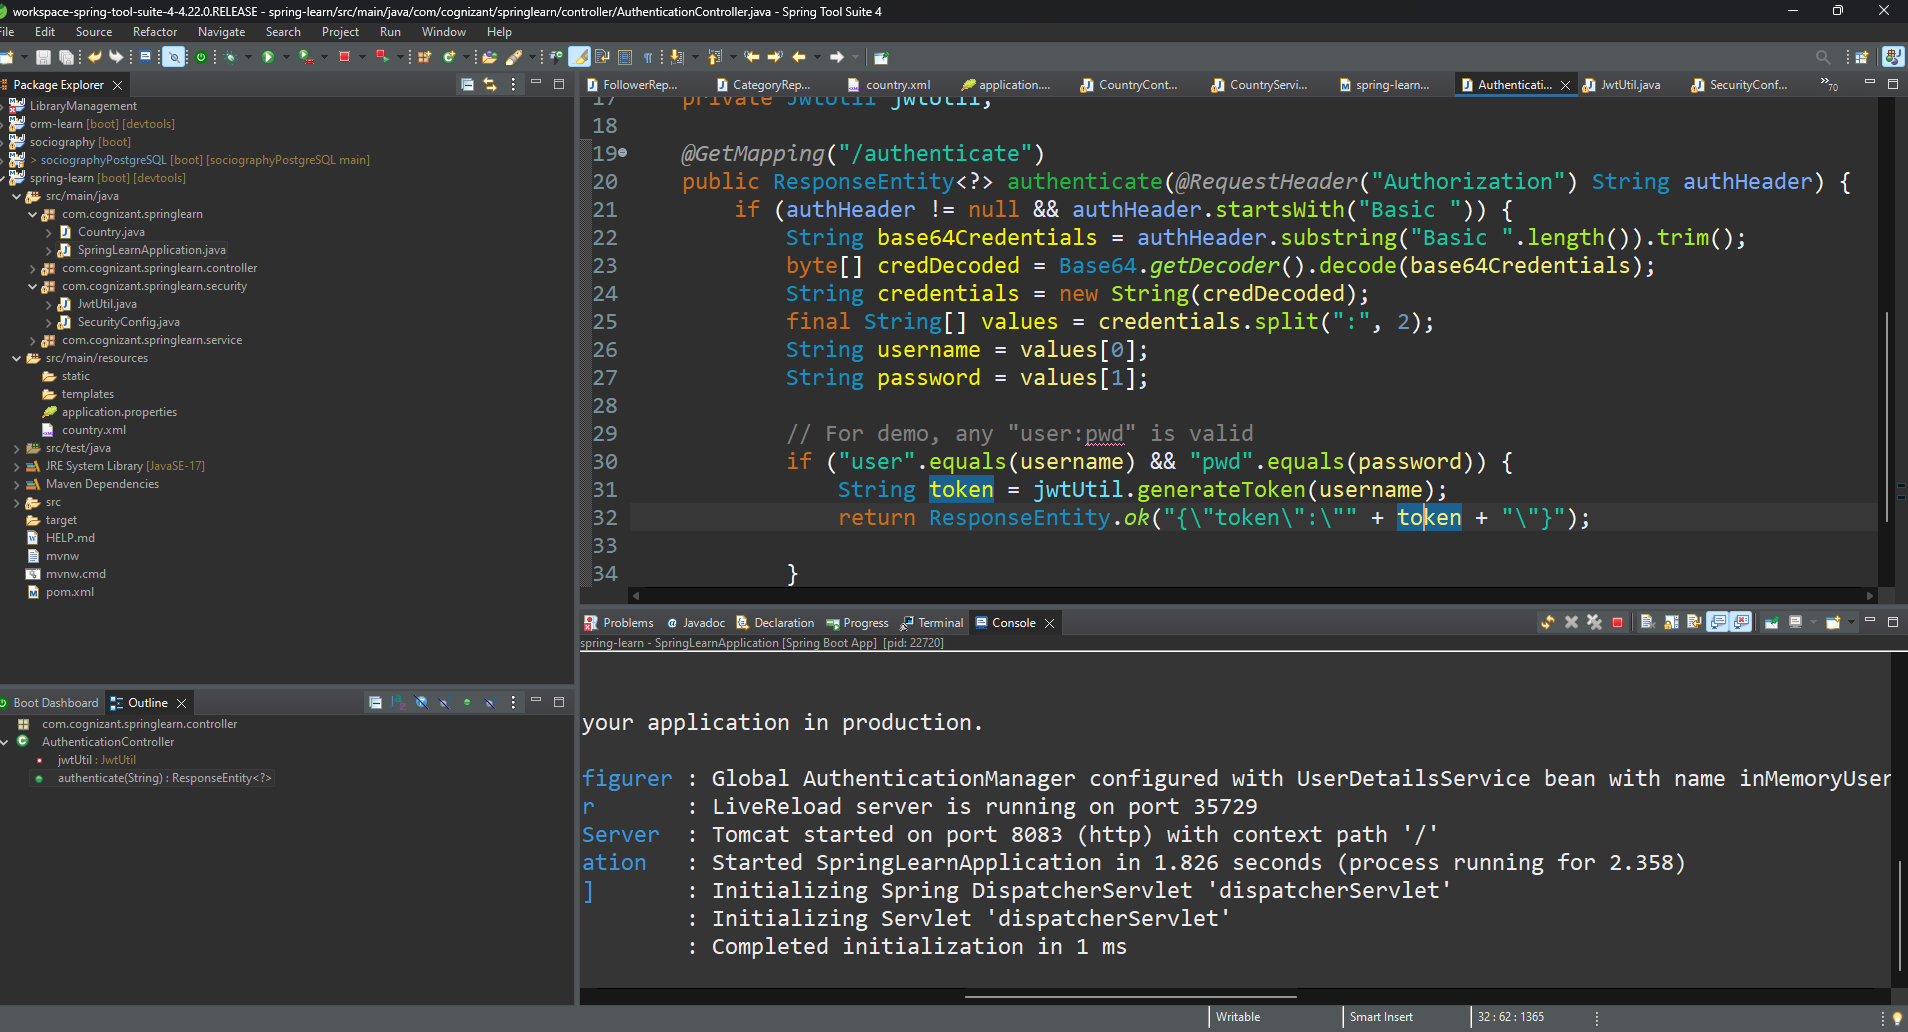 workspace-spring-tool-suite-4-4.22.0.RELEASE - spring-learn/src/main/java/com/cognizant/springlearn/controller/AuthenticationController.java - Spring Tool Suite 4
File Edit Source Refactor Navigate Search Project Run Window Help
Package Explorer
LibraryManagement
orm-learn [boot] [devtools]
sociography [boot]
> sociographyPostgreSQL [boot] [sociographyPostgreSQL main]
spring-learn [boot] [devtools]
src/main/java
com.cognizant.springlearn
Country.java
SpringLearnApplication.java
com.cognizant.springlearn.controller
com.cognizant.springlearn.security
JwtUtil.java
SecurityConfig.java
com.cognizant.springlearn.service
src/main/resources
static
templates
application.properties
country.xml
src/test/java
JRE System Library [JavaSE-17]
Maven Dependencies
src
target
HELP.md
mvnw
mvnw.cmd
pom.xml
Boot Dashboard Outline
com.cognizant.springlearn.controller
AuthenticationController
jwtUtil : JwtUtil
authenticate(String) : ResponseEntity<?>
FollowerRep... CategoryRep... country.xml application.... CountryCont... CountryServi... spring-learn... Authenticati... JwtUtil.java SecurityConf... »70
17 private JwtUtil jwtUtil;
18
19 @GetMapping("/authenticate")
20 public ResponseEntity<?> authenticate(@RequestHeader("Authorization") String authHeader) {
21 if (authHeader != null && authHeader.startsWith("Basic ")) {
22 String base64Credentials = authHeader.substring("Basic ".length()).trim();
23 byte[] credDecoded = Base64.getDecoder().decode(base64Credentials);
24 String credentials = new String(credDecoded);
25 final String[] values = credentials.split(":", 2);
26 String username = values[0];
27 String password = values[1];
28
29 // For demo, any "user:pwd" is valid
30 if ("user".equals(username) && "pwd".equals(password)) {
31 String token = jwtUtil.generateToken(username);
32 return ResponseEntity.ok("{\"token\":\"" + token + "\"}");
33
34 }
Problems Javadoc Declaration Progress Terminal Console
spring-learn - SpringLearnApplication [Spring Boot App] [pid: 22720]
your application in production.
figurer : Global AuthenticationManager configured with UserDetailsService bean with name inMemoryUser
r : LiveReload server is running on port 35729
Server : Tomcat started on port 8083 (http) with context path '/'
ation : Started SpringLearnApplication in 1.826 seconds (process running for 2.358)
] : Initializing Spring DispatcherServlet 'dispatcherServlet'
: Initializing Servlet 'dispatcherServlet'
: Completed initialization in 1 ms
Writable Smart Insert 32 : 62 : 1365